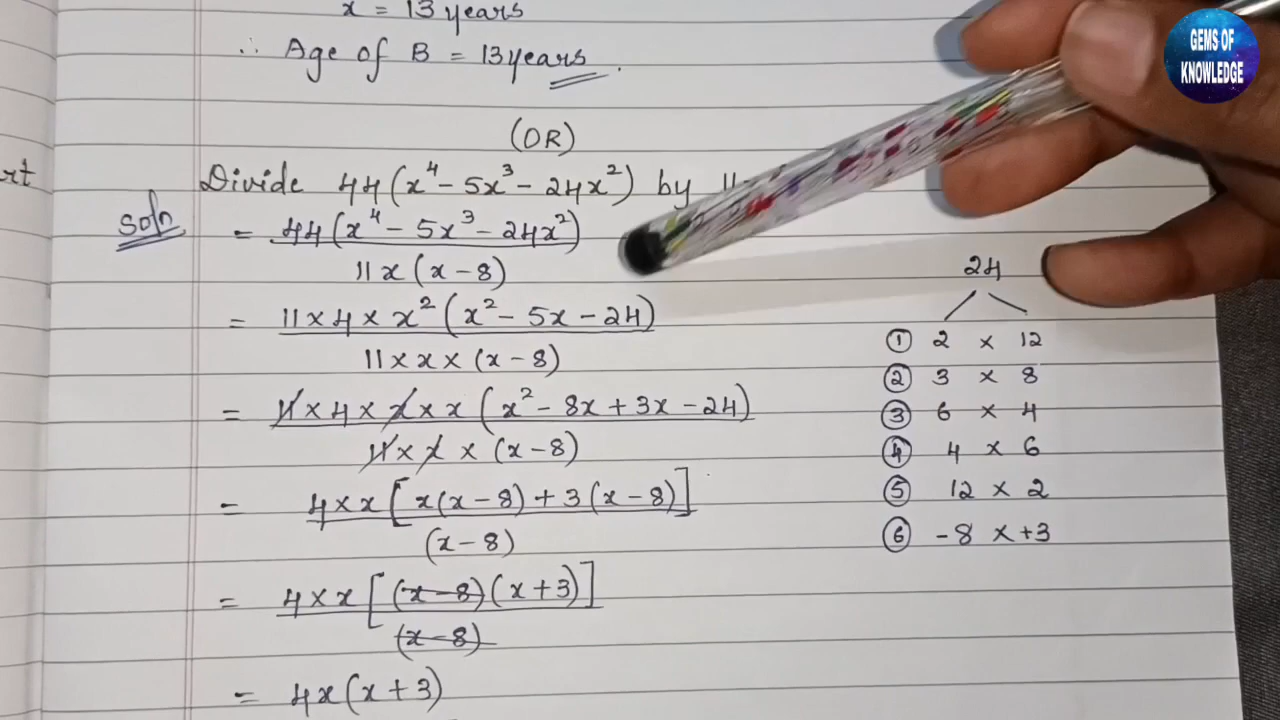 x = 13 years
∴ Age of B = 13 years.
(OR)
rt
Divide 44(x⁴ - 5x³ - 24x²) by 11
Soln
= 44(x⁴ - 5x³ - 24x²)
11x(x-8)
= 11 × 4 × x² (x² - 5x - 24)
11 × x × (x-8)
= 11 × 4 × x × x (x² - 8x + 3x - 24)
11 × x × (x-8)
= 4 × x [x(x-8) + 3(x-8)]
(x-8)
= 4 × x [(x-8)(x+3)]
(x-8)
= 4x(x+3)
24
① 2 × 12
② 3 × 8
③ 6 × 4
④ 4 × 6
⑤ 12 × 2
⑥ -8 × +3
GEMS OF
KNOWLEDGE